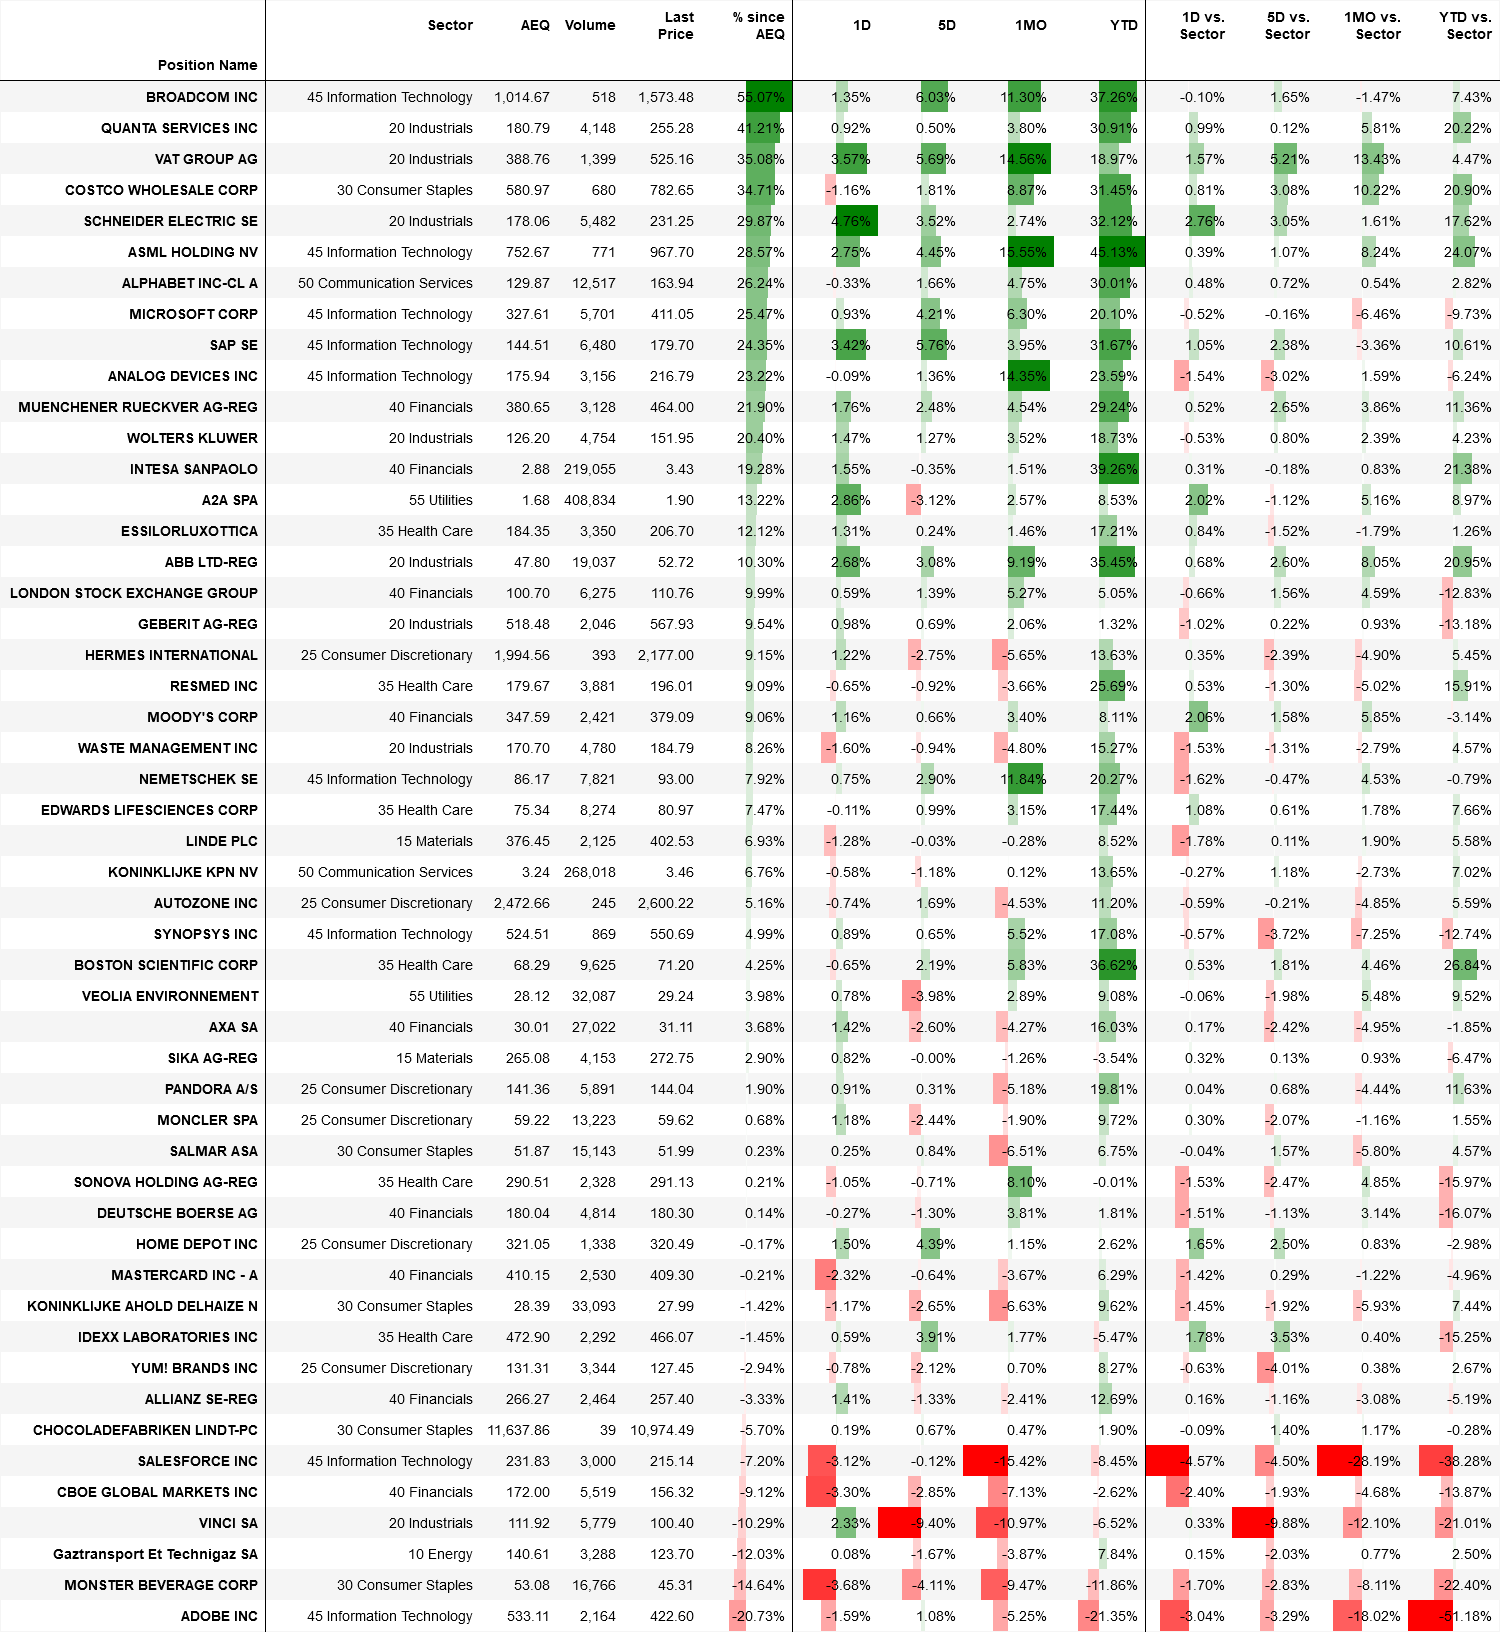 Position Name Sector AEQ Volume Last Price % since AEQ 1D 5D 1MO YTD 1D vs. Sector 5D vs. Sector 1MO vs. Sector YTD vs. Sector
BROADCOM INC 45 Information Technology 1,014.67 518 1,573.48 55.07% 1.35% 6.03% 11.30% 37.26% -0.10% 1.65% -1.47% 7.43%
QUANTA SERVICES INC 20 Industrials 180.79 4,148 255.28 41.21% 0.92% 0.50% 3.80% 30.91% 0.99% 0.12% 5.81% 20.22%
VAT GROUP AG 20 Industrials 388.76 1,399 525.16 35.08% 3.57% 5.69% 14.56% 18.97% 1.57% 5.21% 13.43% 4.47%
COSTCO WHOLESALE CORP 30 Consumer Staples 580.97 680 782.65 34.71% -1.16% 1.81% 8.87% 31.45% 0.81% 3.08% 10.22% 20.90%
SCHNEIDER ELECTRIC SE 20 Industrials 178.06 5,482 231.25 29.87% 4.76% 3.52% 2.74% 32.12% 2.76% 3.05% 1.61% 17.62%
ASML HOLDING NV 45 Information Technology 752.67 771 967.70 28.57% 2.75% 4.45% 15.55% 45.13% 0.39% 1.07% 8.24% 24.07%
ALPHABET INC-CL A 50 Communication Services 129.87 12,517 163.94 26.24% -0.33% 1.66% 4.75% 30.01% 0.48% 0.72% 0.54% 2.82%
MICROSOFT CORP 45 Information Technology 327.61 5,701 411.05 25.47% 0.93% 4.21% 6.30% 20.10% -0.52% -0.16% -6.46% -9.73%
SAP SE 45 Information Technology 144.51 6,480 179.70 24.35% 3.42% 5.76% 3.95% 31.67% 1.05% 2.38% -3.36% 10.61%
ANALOG DEVICES INC 45 Information Technology 175.94 3,156 216.79 23.22% -0.09% 1.36% 14.35% 23.59% -1.54% -3.02% 1.59% -6.24%
MUENCHENER RUECKVER AG-REG 40 Financials 380.65 3,128 464.00 21.90% 1.76% 2.48% 4.54% 29.24% 0.52% 2.65% 3.86% 11.36%
WOLTERS KLUWER 20 Industrials 126.20 4,754 151.95 20.40% 1.47% 1.27% 3.52% 18.73% -0.53% 0.80% 2.39% 4.23%
INTESA SANPAOLO 40 Financials 2.88 219,055 3.43 19.28% 1.55% -0.35% 1.51% 39.26% 0.31% -0.18% 0.83% 21.38%
A2A SPA 55 Utilities 1.68 408,834 1.90 13.22% 2.86% -3.12% 2.57% 8.53% 2.02% -1.12% 5.16% 8.97%
ESSILORLUXOTTICA 35 Health Care 184.35 3,350 206.70 12.12% 1.31% 0.24% 1.46% 17.21% 0.84% -1.52% -1.79% 1.26%
ABB LTD-REG 20 Industrials 47.80 19,037 52.72 10.30% 2.68% 3.08% 9.19% 35.45% 0.68% 2.60% 8.05% 20.95%
LONDON STOCK EXCHANGE GROUP 40 Financials 100.70 6,275 110.76 9.99% 0.59% 1.39% 5.27% 5.05% -0.66% 1.56% 4.59% -12.83%
GEBERIT AG-REG 20 Industrials 518.48 2,046 567.93 9.54% 0.98% 0.69% 2.06% 1.32% -1.02% 0.22% 0.93% -13.18%
HERMES INTERNATIONAL 25 Consumer Discretionary 1,994.56 393 2,177.00 9.15% 1.22% -2.75% -5.65% 13.63% 0.35% -2.39% -4.90% 5.45%
RESMED INC 35 Health Care 179.67 3,881 196.01 9.09% -0.65% -0.92% -3.66% 25.69% 0.53% -1.30% -5.02% 15.91%
MOODY'S CORP 40 Financials 347.59 2,421 379.09 9.06% 1.16% 0.66% 3.40% 8.11% 2.06% 1.58% 5.85% -3.14%
WASTE MANAGEMENT INC 20 Industrials 170.70 4,780 184.79 8.26% -1.60% -0.94% -4.80% 15.27% -1.53% -1.31% -2.79% 4.57%
NEMETSCHEK SE 45 Information Technology 86.17 7,821 93.00 7.92% 0.75% 2.90% 11.84% 20.27% -1.62% -0.47% 4.53% -0.79%
EDWARDS LIFESCIENCES CORP 35 Health Care 75.34 8,274 80.97 7.47% -0.11% 0.99% 3.15% 17.44% 1.08% 0.61% 1.78% 7.66%
LINDE PLC 15 Materials 376.45 2,125 402.53 6.93% -1.28% -0.03% -0.28% 8.52% -1.78% 0.11% 1.90% 5.58%
KONINKLIJKE KPN NV 50 Communication Services 3.24 268,018 3.46 6.76% -0.58% -1.18% 0.12% 13.65% -0.27% 1.18% -2.73% 7.02%
AUTOZONE INC 25 Consumer Discretionary 2,472.66 245 2,600.22 5.16% -0.74% 1.69% -4.53% 11.20% -0.59% -0.21% -4.85% 5.59%
SYNOPSYS INC 45 Information Technology 524.51 869 550.69 4.99% 0.89% 0.65% 5.52% 17.08% -0.57% -3.72% -7.25% -12.74%
BOSTON SCIENTIFIC CORP 35 Health Care 68.29 9,625 71.20 4.25% -0.65% 2.19% 5.83% 36.62% 0.53% 1.81% 4.46% 26.84%
VEOLIA ENVIRONNEMENT 55 Utilities 28.12 32,087 29.24 3.98% 0.78% -3.98% 2.89% 9.08% -0.06% -1.98% 5.48% 9.52%
AXA SA 40 Financials 30.01 27,022 31.11 3.68% 1.42% -2.60% -4.27% 16.03% 0.17% -2.42% -4.95% -1.85%
SIKA AG-REG 15 Materials 265.08 4,153 272.75 2.90% 0.82% -0.00% -1.26% -3.54% 0.32% 0.13% 0.93% -6.47%
PANDORA A/S 25 Consumer Discretionary 141.36 5,891 144.04 1.90% 0.91% 0.31% -5.18% 19.81% 0.04% 0.68% -4.44% 11.63%
MONCLER SPA 25 Consumer Discretionary 59.22 13,223 59.62 0.68% 1.18% -2.44% -1.90% 9.72% 0.30% -2.07% -1.16% 1.55%
SALMAR ASA 30 Consumer Staples 51.87 15,143 51.99 0.23% 0.25% 0.84% -6.51% 6.75% -0.04% 1.57% -5.80% 4.57%
SONOVA HOLDING AG-REG 35 Health Care 290.51 2,328 291.13 0.21% -1.05% -0.71% 8.10% -0.01% -1.53% -2.47% 4.85% -15.97%
DEUTSCHE BOERSE AG 40 Financials 180.04 4,814 180.30 0.14% -0.27% -1.30% 3.81% 1.81% -1.51% -1.13% 3.14% -16.07%
HOME DEPOT INC 25 Consumer Discretionary 321.05 1,338 320.49 -0.17% 1.50% 4.39% 1.15% 2.62% 1.65% 2.50% 0.83% -2.98%
MASTERCARD INC - A 40 Financials 410.15 2,530 409.30 -0.21% -2.32% -0.64% -3.67% 6.29% -1.42% 0.29% -1.22% -4.96%
KONINKLIJKE AHOLD DELHAIZE N 30 Consumer Staples 28.39 33,093 27.99 -1.42% -1.17% -2.65% -6.63% 9.62% -1.45% -1.92% -5.93% 7.44%
IDEXX LABORATORIES INC 35 Health Care 472.90 2,292 466.07 -1.45% 0.59% 3.91% 1.77% -5.47% 1.78% 3.53% 0.40% -15.25%
YUM! BRANDS INC 25 Consumer Discretionary 131.31 3,344 127.45 -2.94% -0.78% -2.12% 0.70% 8.27% -0.63% -4.01% 0.38% 2.67%
ALLIANZ SE-REG 40 Financials 266.27 2,464 257.40 -3.33% 1.41% -1.33% -2.41% 12.69% 0.16% -1.16% -3.08% -5.19%
CHOCOLADEFABRIKEN LINDT-PC 30 Consumer Staples 11,637.86 39 10,974.49 -5.70% 0.19% 0.67% 0.47% 1.90% -0.09% 1.40% 1.17% -0.28%
SALESFORCE INC 45 Information Technology 231.83 3,000 215.14 -7.20% -3.12% -0.12% -15.42% -8.45% -4.57% -4.50% -28.19% -38.28%
CBOE GLOBAL MARKETS INC 40 Financials 172.00 5,519 156.32 -9.12% -3.30% -2.85% -7.13% -2.62% -2.40% -1.93% -4.68% -13.87%
VINCI SA 20 Industrials 111.92 5,779 100.40 -10.29% 2.33% -9.40% -10.97% -6.52% 0.33% -9.88% -12.10% -21.01%
Gaztransport Et Technigaz SA 10 Energy 140.61 3,288 123.70 -12.03% 0.08% -1.67% -3.87% 7.84% 0.15% -2.03% 0.77% 2.50%
MONSTER BEVERAGE CORP 30 Consumer Staples 53.08 16,766 45.31 -14.64% -3.68% -4.11% -9.47% -11.86% -1.70% -2.83% -8.11% -22.40%
ADOBE INC 45 Information Technology 533.11 2,164 422.60 -20.73% -1.59% 1.08% -5.25% -21.35% -3.04% -3.29% -18.02% -51.18%